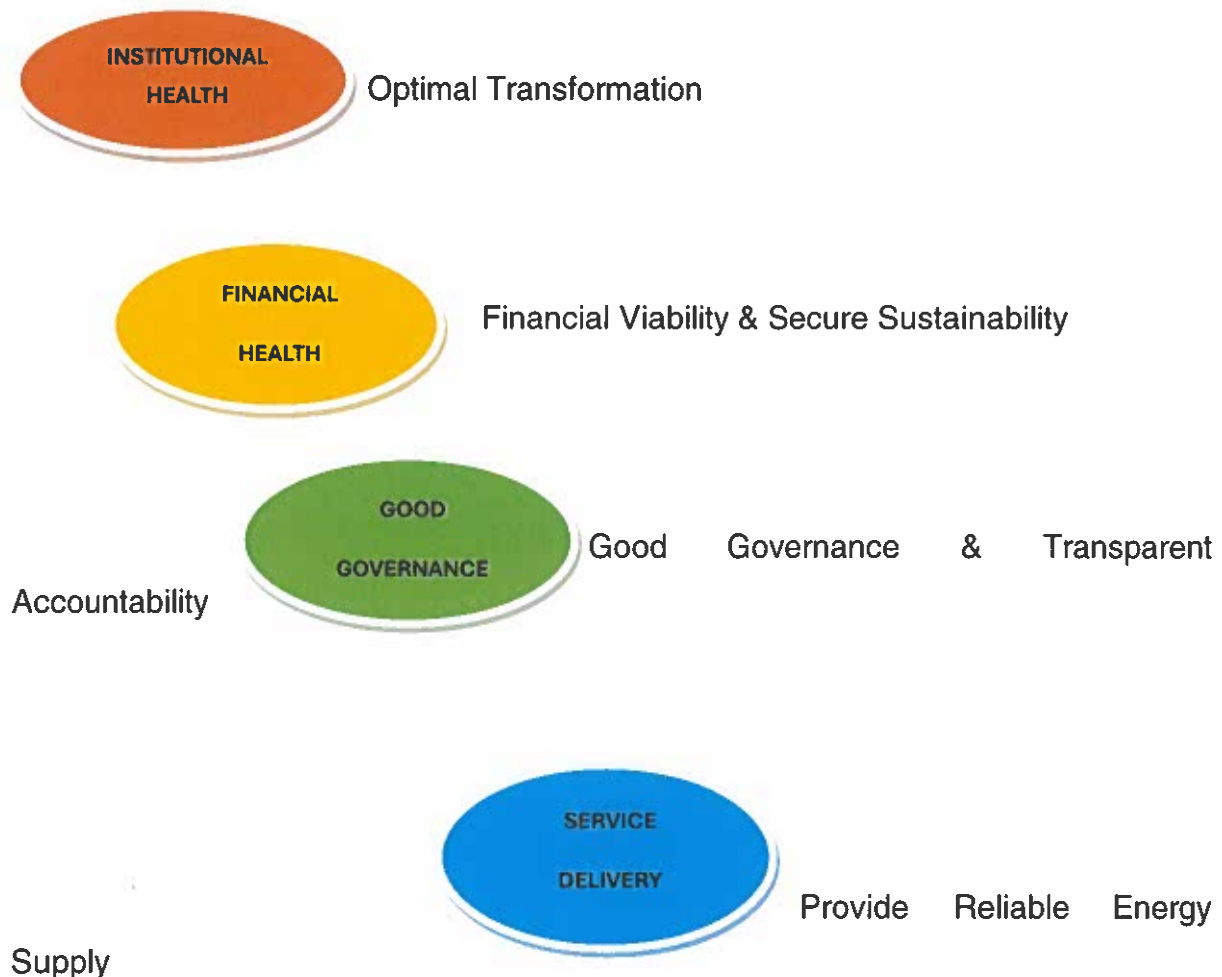 INSTITUTIONAL
HEALTH
Optimal Transformation
FINANCIAL
HEALTH
Financial Viability & Secure Sustainability
GOOD
GOVERNANCE
Good Governance & Transparent
Accountability
SERVICE
DELIVERY
Provide Reliable Energy
Supply